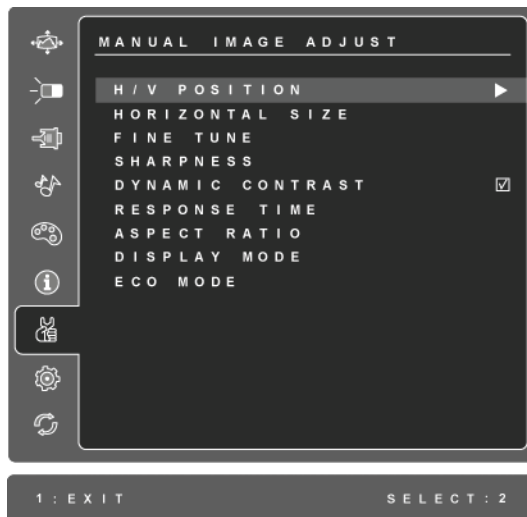 MANUAL IMAGE ADJUST
H/V POSITION
HORIZONTAL SIZE
FINE TUNE
SHARPNESS
DYNAMIC CONTRAST
RESPONSE TIME
ASPECT RATIO
DISPLAY MODE
ECO MODE
1:EXIT SELECT:2